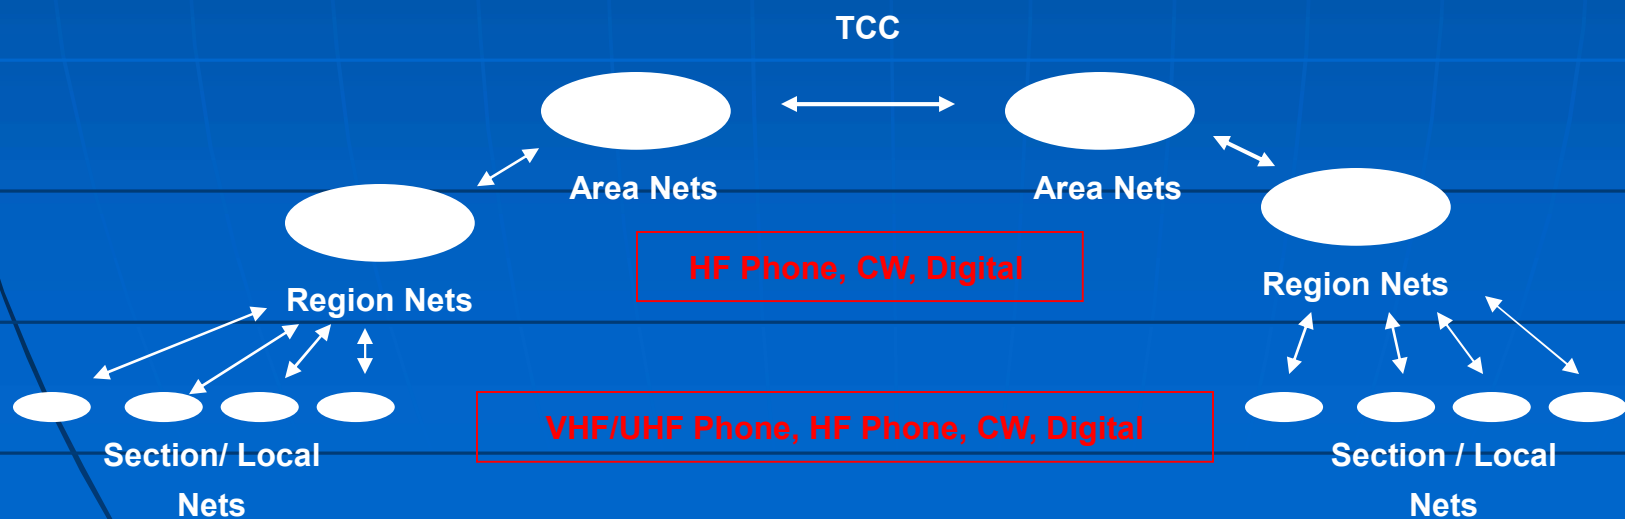 TCC
Area Nets
Area Nets
HF Phone, CW, Digital
Region Nets
Region Nets
VHF/UHF Phone, HF Phone, CW, Digital
Section/ Local
Nets
Section / Local
Nets